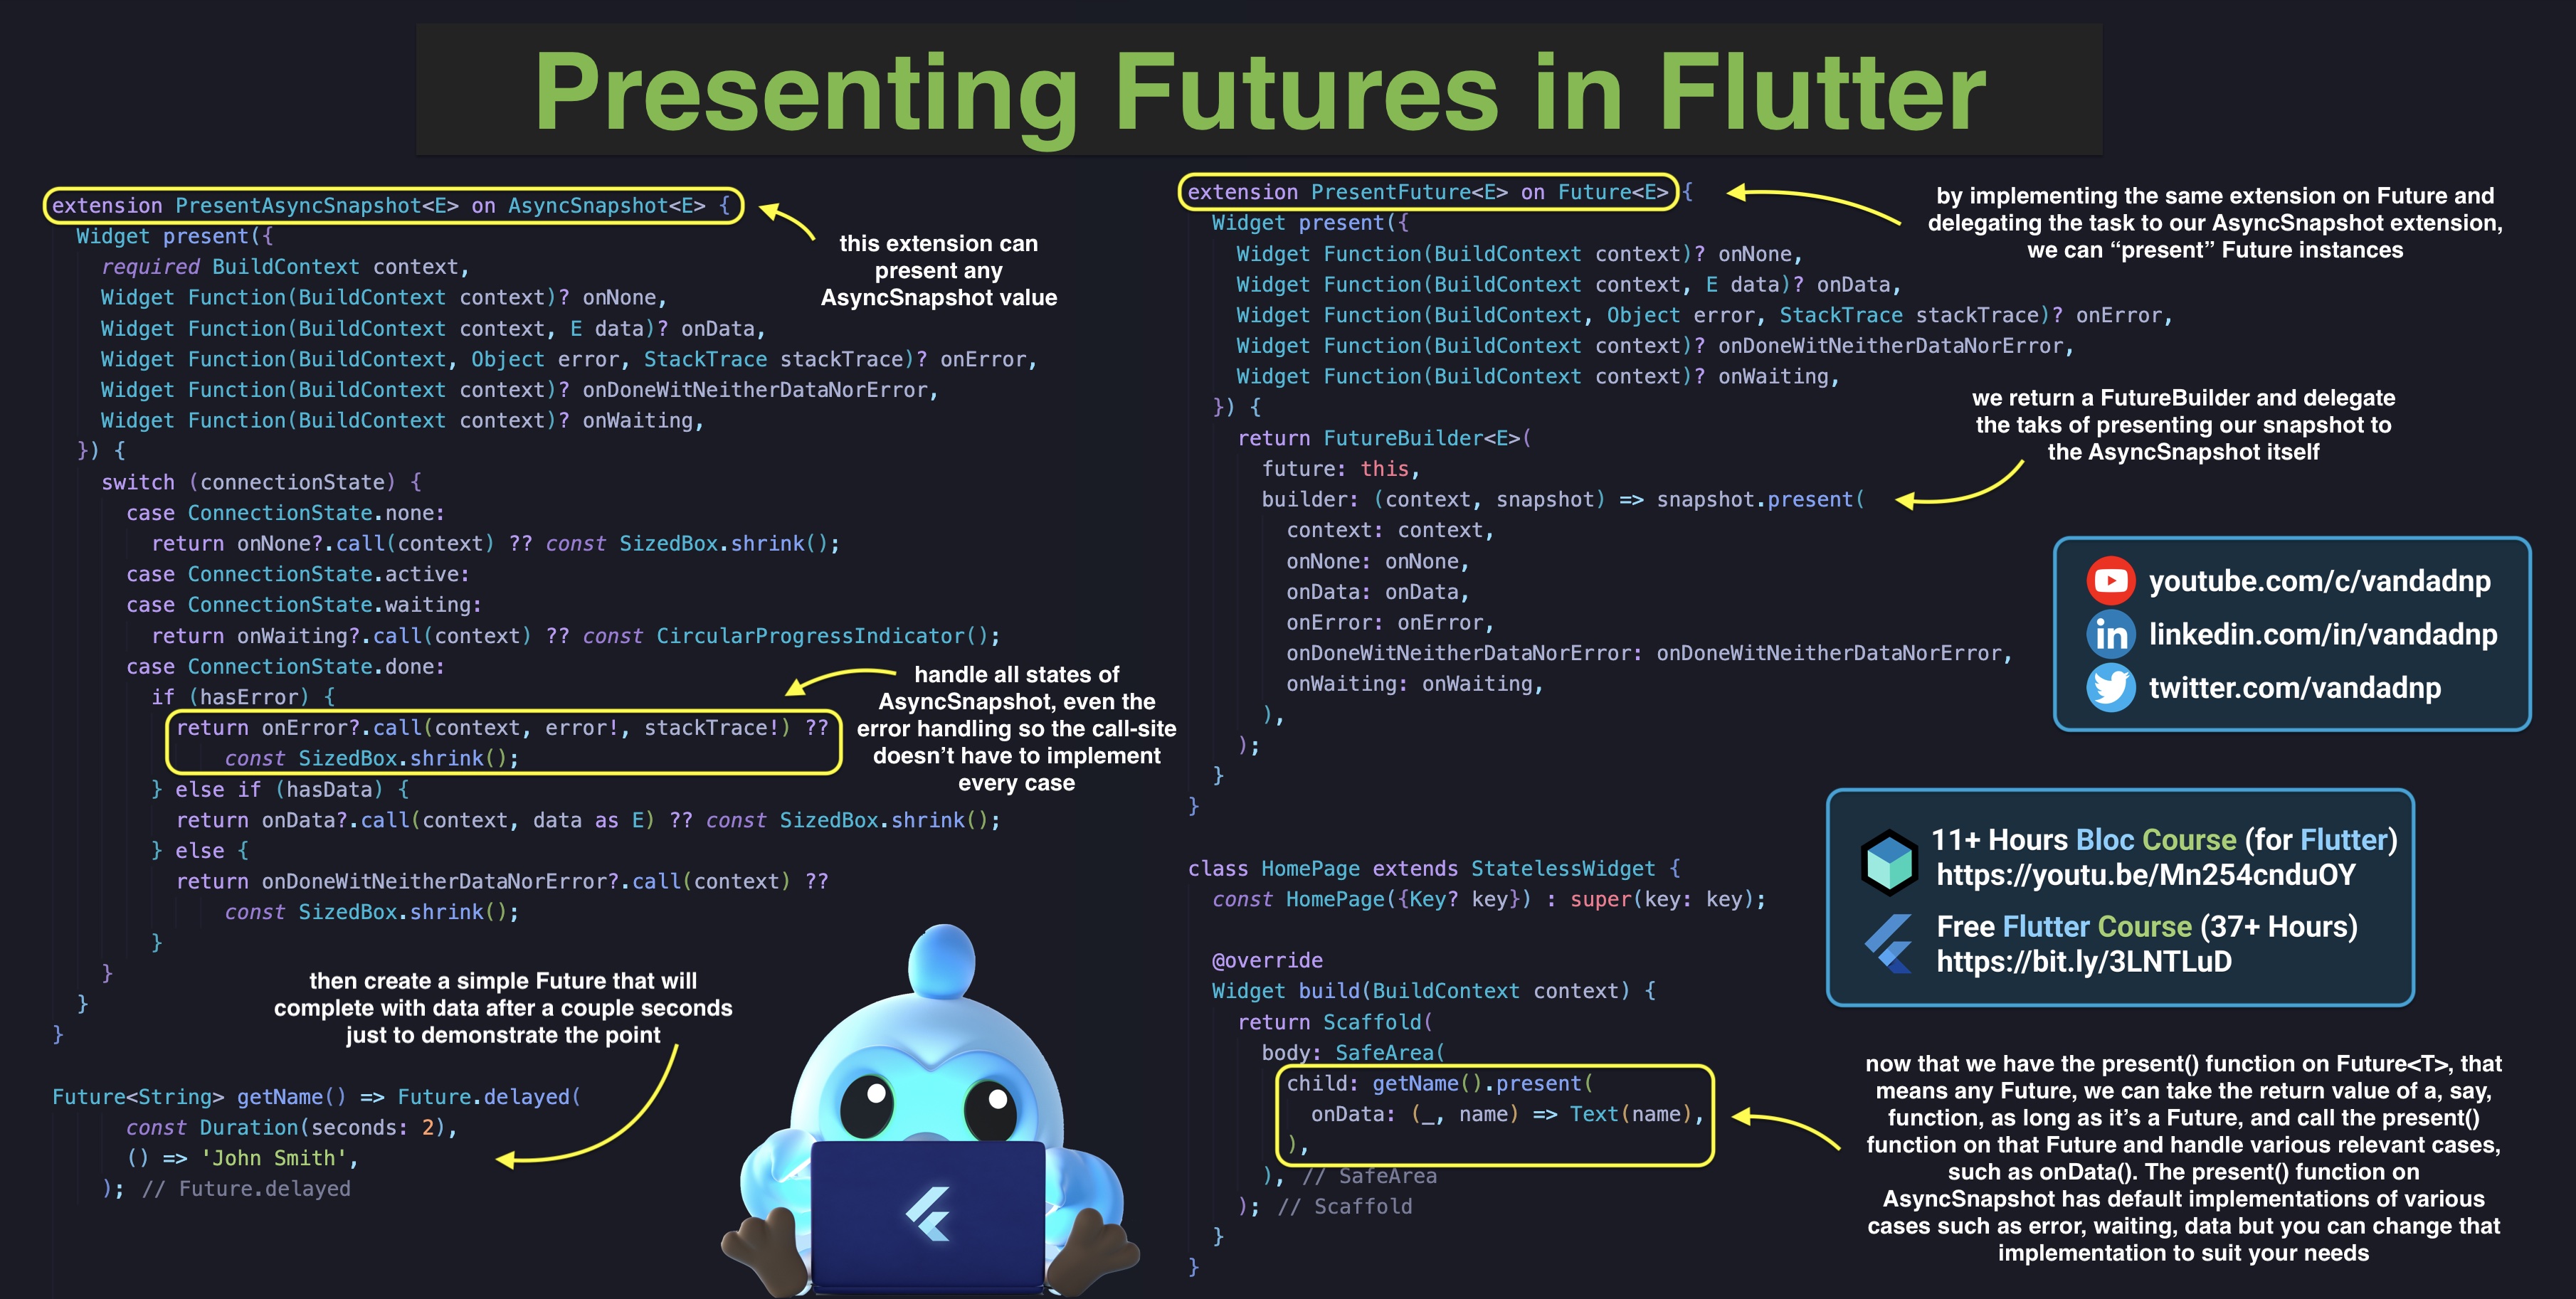 Presenting Futures in Flutter
extension PresentAsyncSnapshot<E> on AsyncSnapshot<E> {
  Widget present({
    required BuildContext context,
    Widget Function(BuildContext context)? onNone,
    Widget Function(BuildContext context, E data)? onData,
    Widget Function(BuildContext, Object error, StackTrace stackTrace)? onError,
    Widget Function(BuildContext context)? onDoneWitNeitherDataNorError,
    Widget Function(BuildContext context)? onWaiting,
  }) {
    switch (connectionState) {
      case ConnectionState.none:
        return onNone?.call(context) ?? const SizedBox.shrink();
      case ConnectionState.active:
      case ConnectionState.waiting:
        return onWaiting?.call(context) ?? const CircularProgressIndicator();
      case ConnectionState.done:
        if (hasError) {
          return onError?.call(context, error!, stackTrace!) ??
              const SizedBox.shrink();
        } else if (hasData) {
          return onData?.call(context, data as E) ?? const SizedBox.shrink();
        } else {
          return onDoneWitNeitherDataNorError?.call(context) ??
              const SizedBox.shrink();
        }
    }
  }
}
this extension can
present any
AsyncSnapshot value
handle all states of
AsyncSnapshot, even the
error handling so the call-site
doesn't have to implement
every case
then create a simple Future that will
complete with data after a couple seconds
just to demonstrate the point
Future<String> getName() => Future.delayed(
      const Duration(seconds: 2),
      () => 'John Smith',
    ); // Future.delayed
extension PresentFuture<E> on Future<E> {
  Widget present({
    Widget Function(BuildContext context)? onNone,
    Widget Function(BuildContext context, E data)? onData,
    Widget Function(BuildContext, Object error, StackTrace stackTrace)? onError,
    Widget Function(BuildContext context)? onDoneWitNeitherDataNorError,
    Widget Function(BuildContext context)? onWaiting,
  }) {
    return FutureBuilder<E>(
      future: this,
      builder: (context, snapshot) => snapshot.present(
        context: context,
        onNone: onNone,
        onData: onData,
        onError: onError,
        onDoneWitNeitherDataNorError: onDoneWitNeitherDataNorError,
        onWaiting: onWaiting,
      ),
    );
  }
}
by implementing the same extension on Future and
delegating the task to our AsyncSnapshot extension,
we can “present” Future instances
we return a FutureBuilder and delegate
the taks of presenting our snapshot to
the AsyncSnapshot itself
youtube.com/c/vandadnp
in linkedin.com/in/vandadnp
twitter.com/vandadnp
11+ Hours Bloc Course (for Flutter)
https://youtu.be/Mn254cnduOY
Free Flutter Course (37+ Hours)
https://bit.ly/3LNTLuD
class HomePage extends StatelessWidget {
  const HomePage({Key? key}) : super(key: key);
  @override
  Widget build(BuildContext context) {
    return Scaffold(
      body: SafeArea(
        child: getName().present(
          onData: (_, name) => Text(name),
        ),
      ), // SafeArea
    ); // Scaffold
  }
}
now that we have the present() function on Future<T>, that
means any Future, we can take the return value of a, say,
function, as long as it's a Future, and call the present()
function on that Future and handle various relevant cases,
such as onData(). The present() function on
AsyncSnapshot has default implementations of various
cases such as error, waiting, data but you can change that
implementation to suit your needs